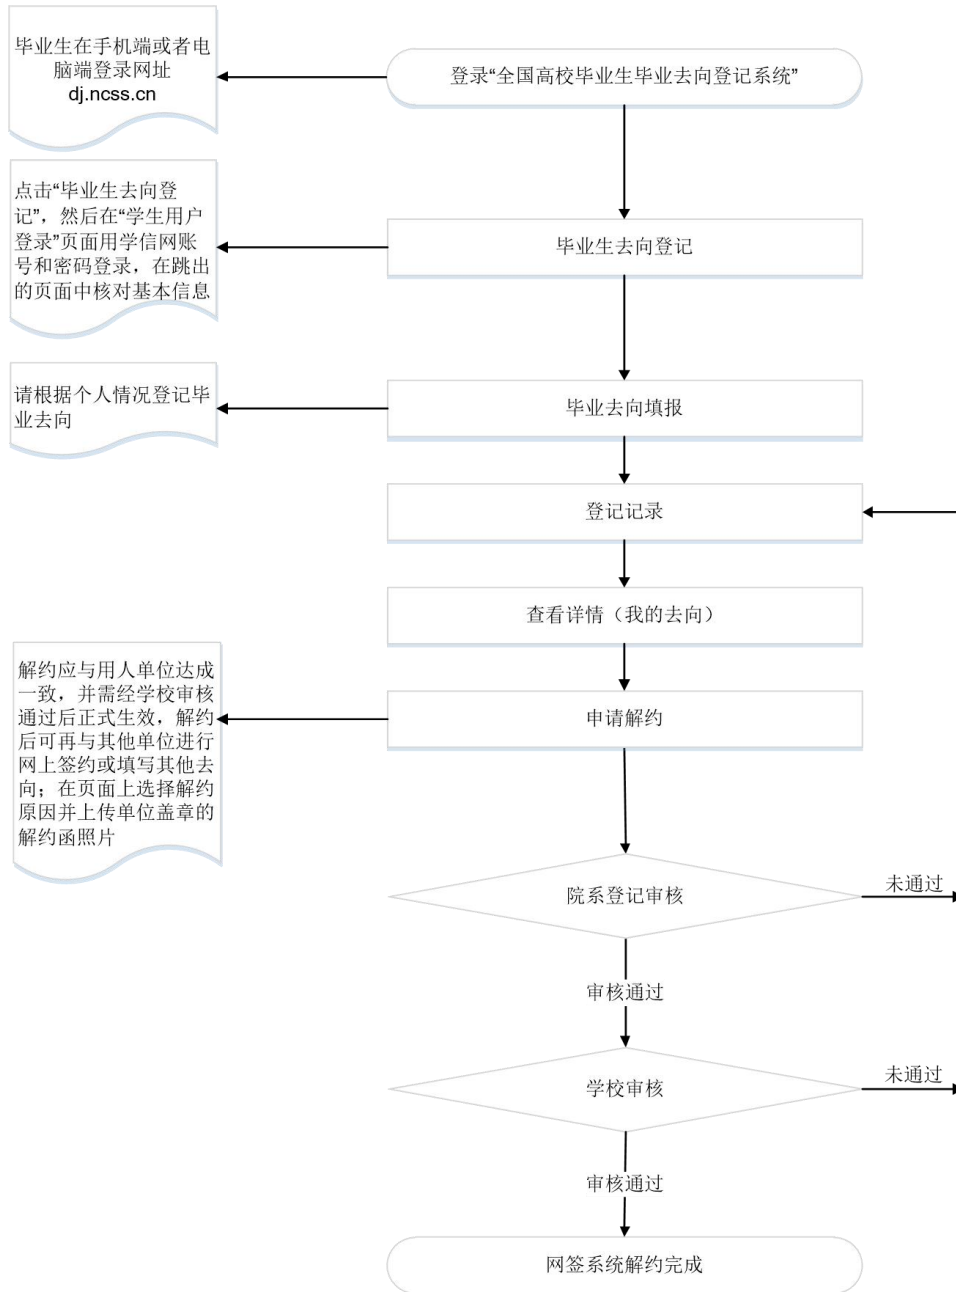 毕业生在手机端或者电
脑端登录网址
dj.ncss.cn
登录“全国高校毕业生毕业去向登记系统”
点击“毕业生去向登
记”，然后在“学生用户
登录”页面用学信网账
号和密码登录，在跳出
的页面中核对基本信息
毕业生去向登记
请根据个人情况登记毕
业去向
毕业去向填报
登记记录
查看详情（我的去向）
解约应与用人单位达成
一致，并需经学校审核
通过后正式生效，解约
后可再与其他单位进行
网上签约或填写其他去
向；在页面上选择解约
原因并上传单位盖章的
解约函照片
申请解约
院系登记审核
未通过
审核通过
学校审核
未通过
审核通过
网签系统解约完成